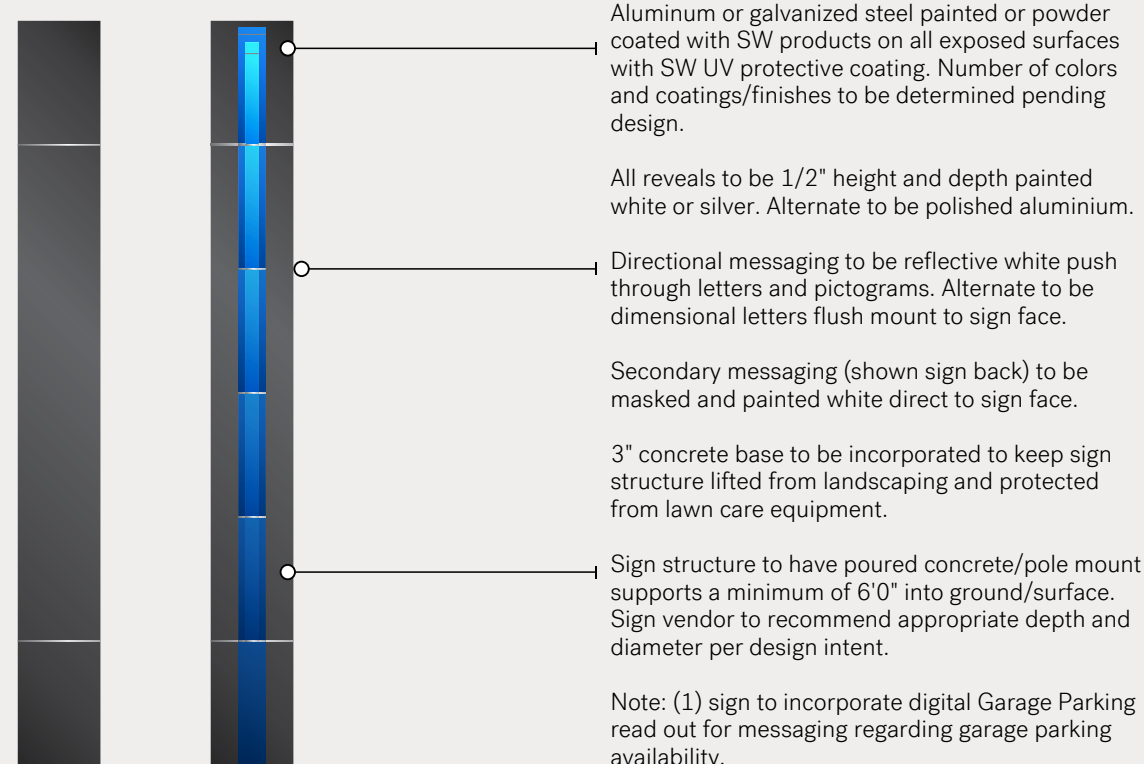 Aluminum or galvanized steel painted or powder
coated with SW products on all exposed surfaces
with SW UV protective coating. Number of colors
and coatings/finishes to be determined pending
design.
All reveals to be 1/2" height and depth painted
white or silver. Alternate to be polished aluminium.
Directional messaging to be reflective white push
through letters and pictograms. Alternate to be
dimensional letters flush mount to sign face.
Secondary messaging (shown sign back) to be
masked and painted white direct to sign face.
3" concrete base to be incorporated to keep sign
structure lifted from landscaping and protected
from lawn care equipment.
Sign structure to have poured concrete/pole mount
supports a minimum of 6'0" into ground/surface.
Sign vendor to recommend appropriate depth and
diameter per design intent.
Note: (1) sign to incorporate digital Garage Parking
read out for messaging regarding garage parking
availability.